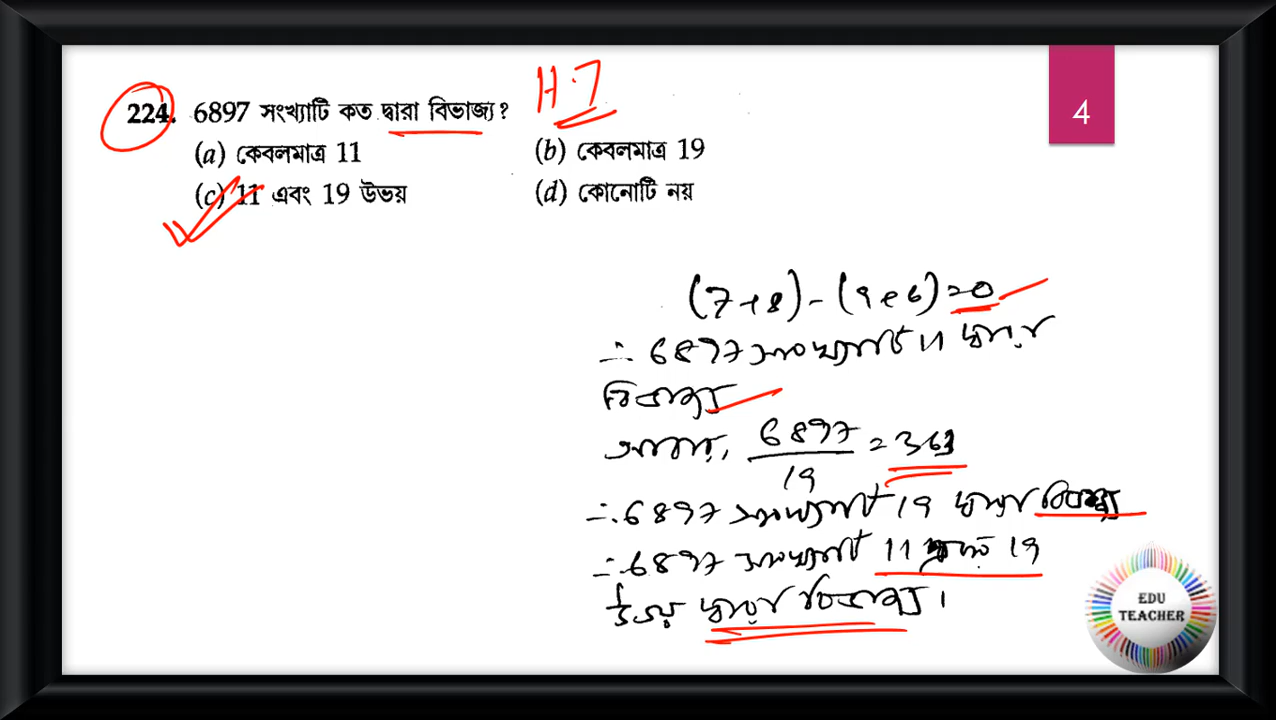 4
H.7
224. 6897 সংখ্যাটি কত দ্বারা বিভাজ্য?
(a) কেবলমাত্র 11 (b) কেবলমাত্র 19
(c) 11 এবং 19 উভয় (d) কোনোটি নয়
(7+8) - (9+6) = 0
∴ 6897 সংখ্যাটি 11 দ্বারা
বিভাজ্য
আবার, 6897/19 = 363
∴ 6897 সংখ্যাটি 19 দ্বারা বিভাজ্য
∴ 6897 সংখ্যাটি 11 এবং 19
উভয় দ্বারা বিভাজ্য।
EDU
TEACHER